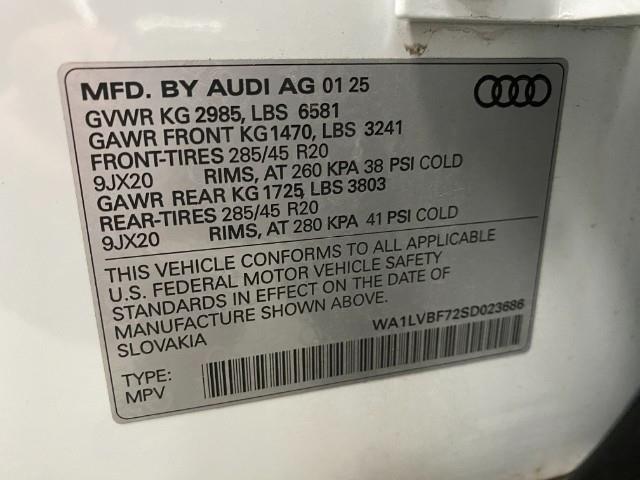 MFD. BY AUDI AG 01 25
GVWR KG 2985, LBS 6581
GAWR FRONT KG1470, LBS 3241
FRONT-TIRES 285/45 R20
9JX20 RIMS, AT 260 KPA 38 PSI COLD
GAWR REAR KG 1725, LBS 3803
REAR-TIRES 285/45 R20
9JX20 RIMS, AT 280 KPA 41 PSI COLD
THIS VEHICLE CONFORMS TO ALL APPLICABLE
U.S. FEDERAL MOTOR VEHICLE SAFETY
STANDARDS IN EFFECT ON THE DATE OF
MANUFACTURE SHOWN ABOVE.
SLOVAKIA
WA1LVBF72SD023686
TYPE:
MPV